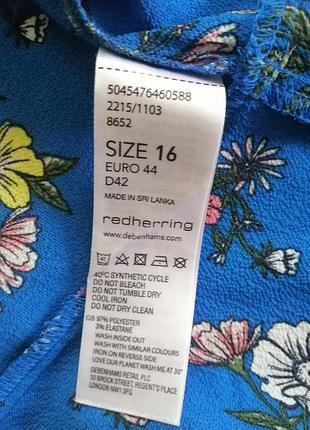 5045476460588
2215/1103
8652
SIZE 16
EURO 44
D42
MADE IN SRI LANKA
redherring
www.debenhams.com
40°C SYNTHETIC CYCLE
DO NOT BLEACH
DO NOT TUMBLE DRY
COOL IRON
DO NOT DRY CLEAN
GB 97% POLYESTER
3% ELASTANE
WASH INSIDE OUT
WASH WITH SIMILAR COLOURS
IRON ON REVERSE SIDE
LOVE OUR PLANET WASH ME AT 30°
DEBENHAMS RETAIL PLC
10 BROCK STREET, REGENT'S PLACE
LONDON NW1 3FG